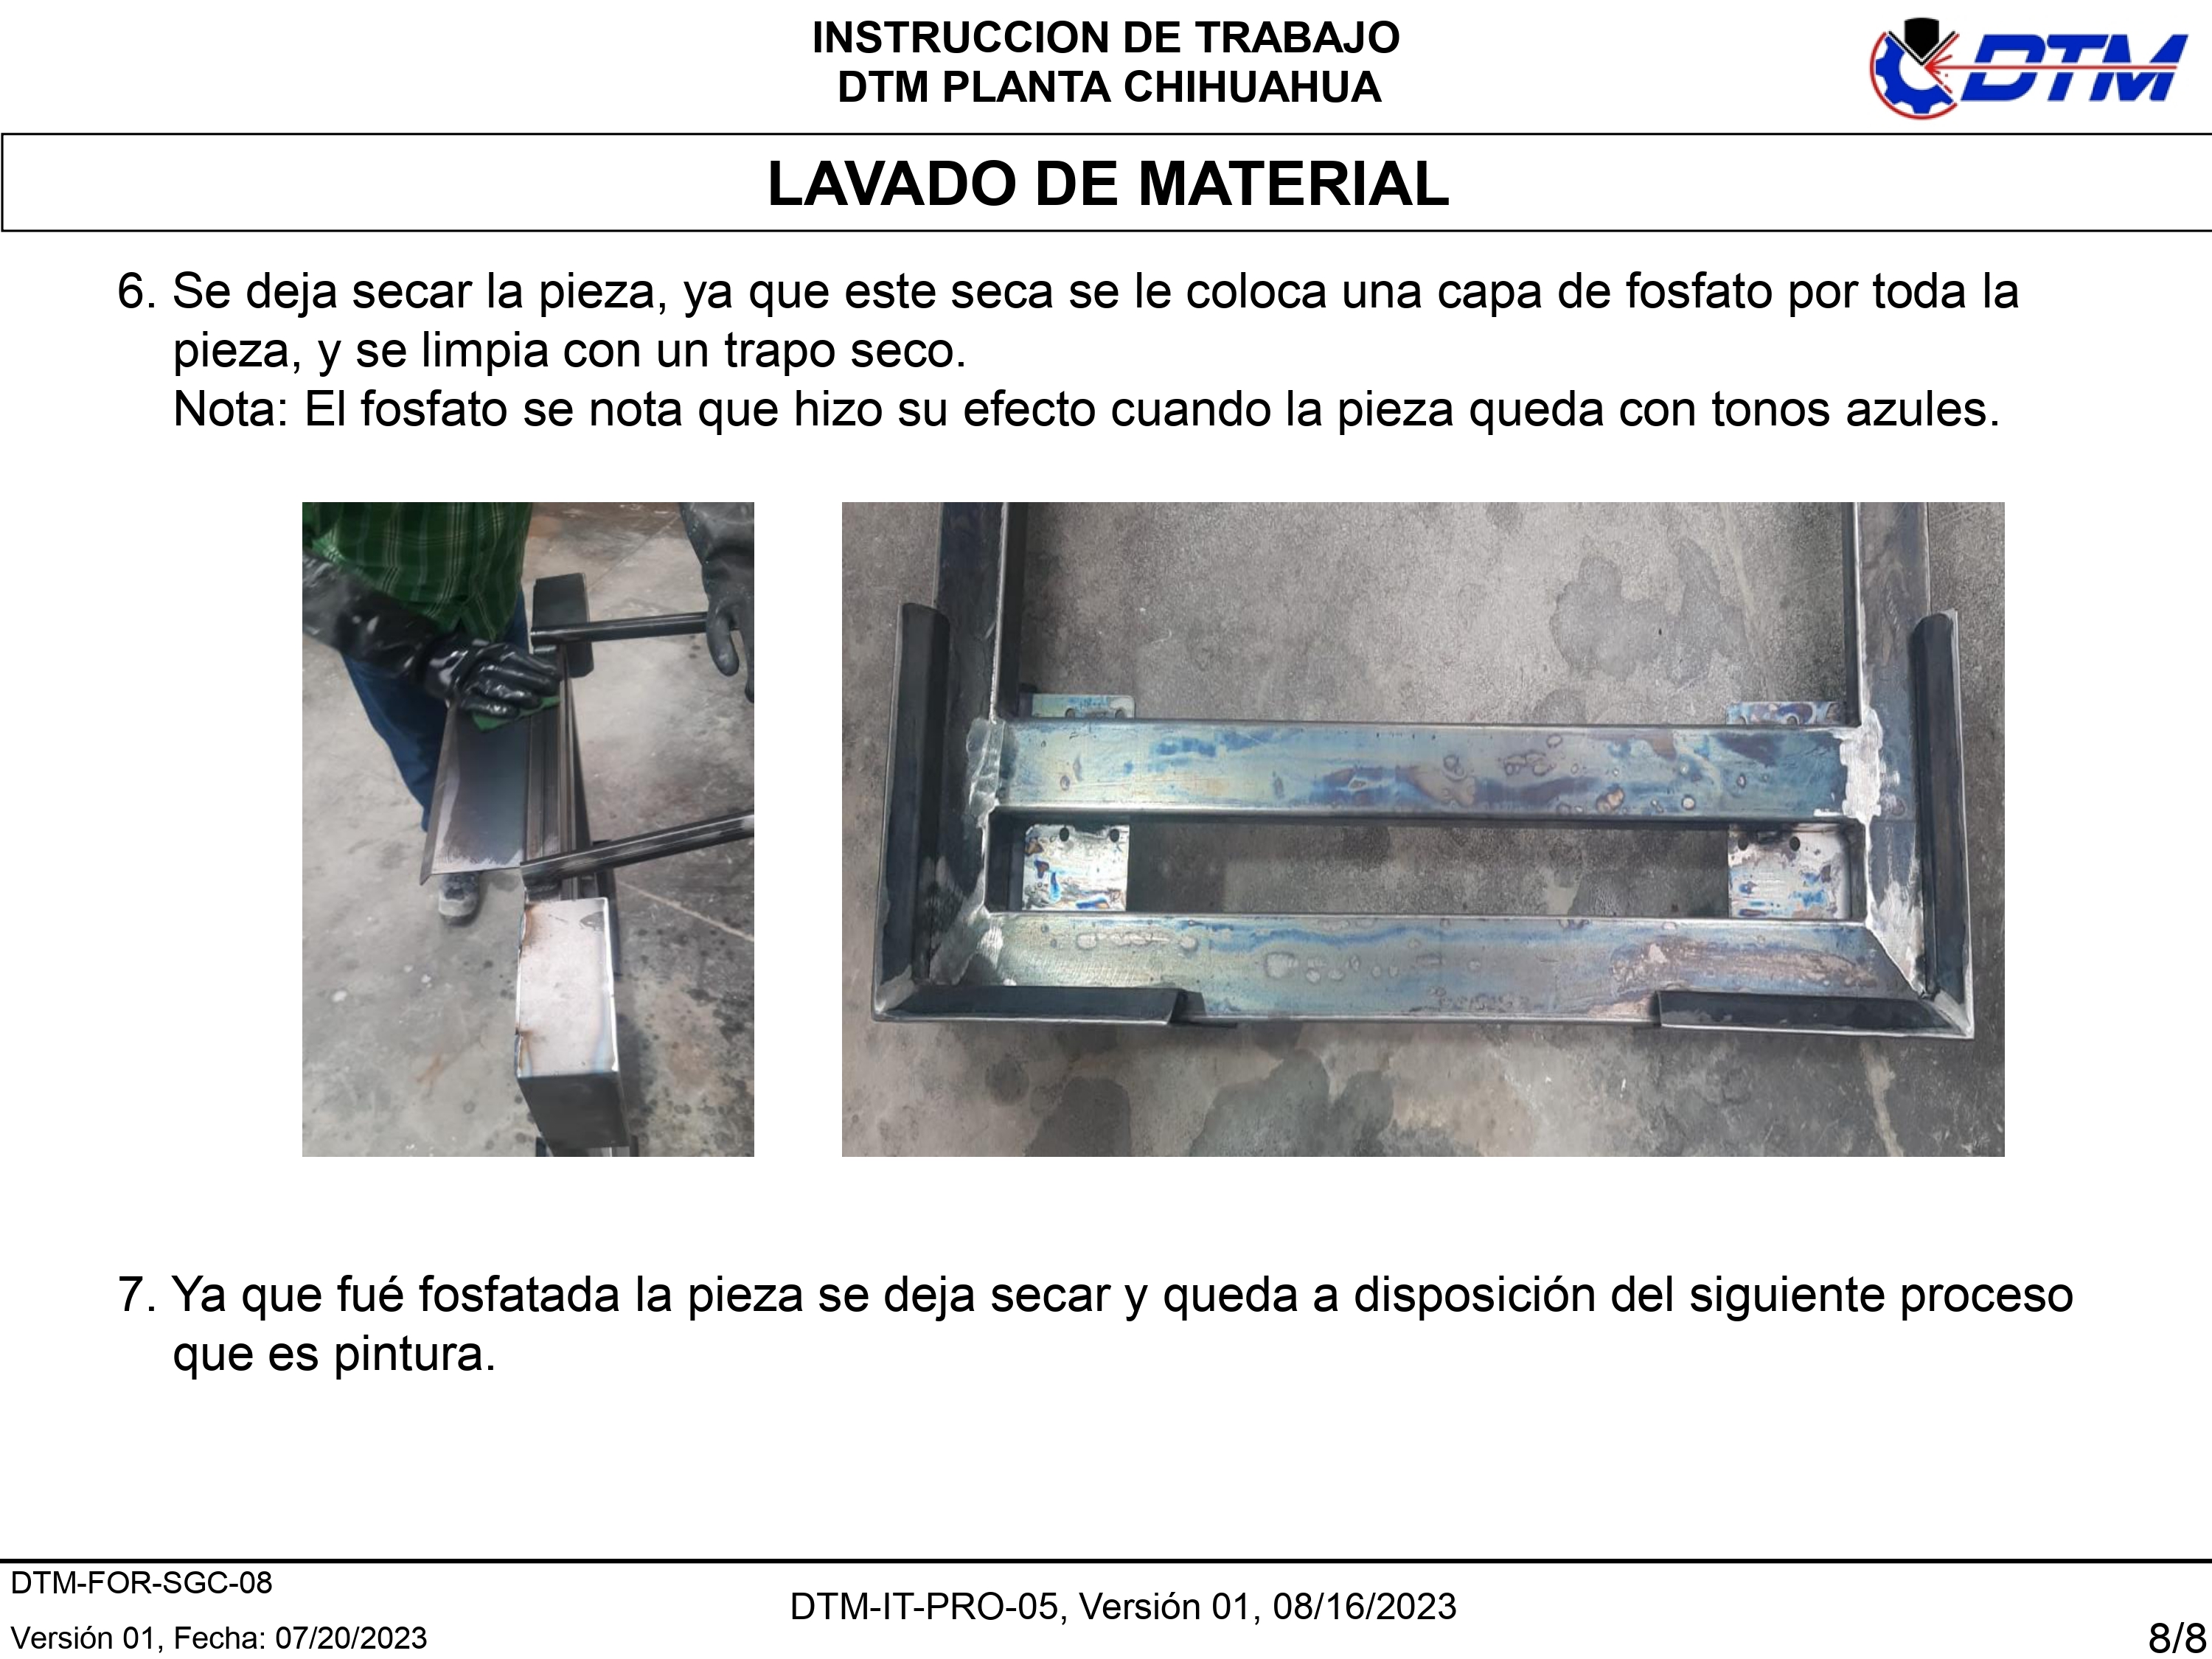 INSTRUCCION DE TRABAJO
DTM PLANTA CHIHUAHUA
DTM
LAVADO DE MATERIAL
6. Se deja secar la pieza, ya que este seca se le coloca una capa de fosfato por toda la
pieza, y se limpia con un trapo seco.
Nota: El fosfato se nota que hizo su efecto cuando la pieza queda con tonos azules.
7. Ya que fué fosfatada la pieza se deja secar y queda a disposición del siguiente proceso
que es pintura.
DTM-FOR-SGC-08
DTM-IT-PRO-05, Versión 01, 08/16/2023
Versión 01, Fecha: 07/20/2023
8/8